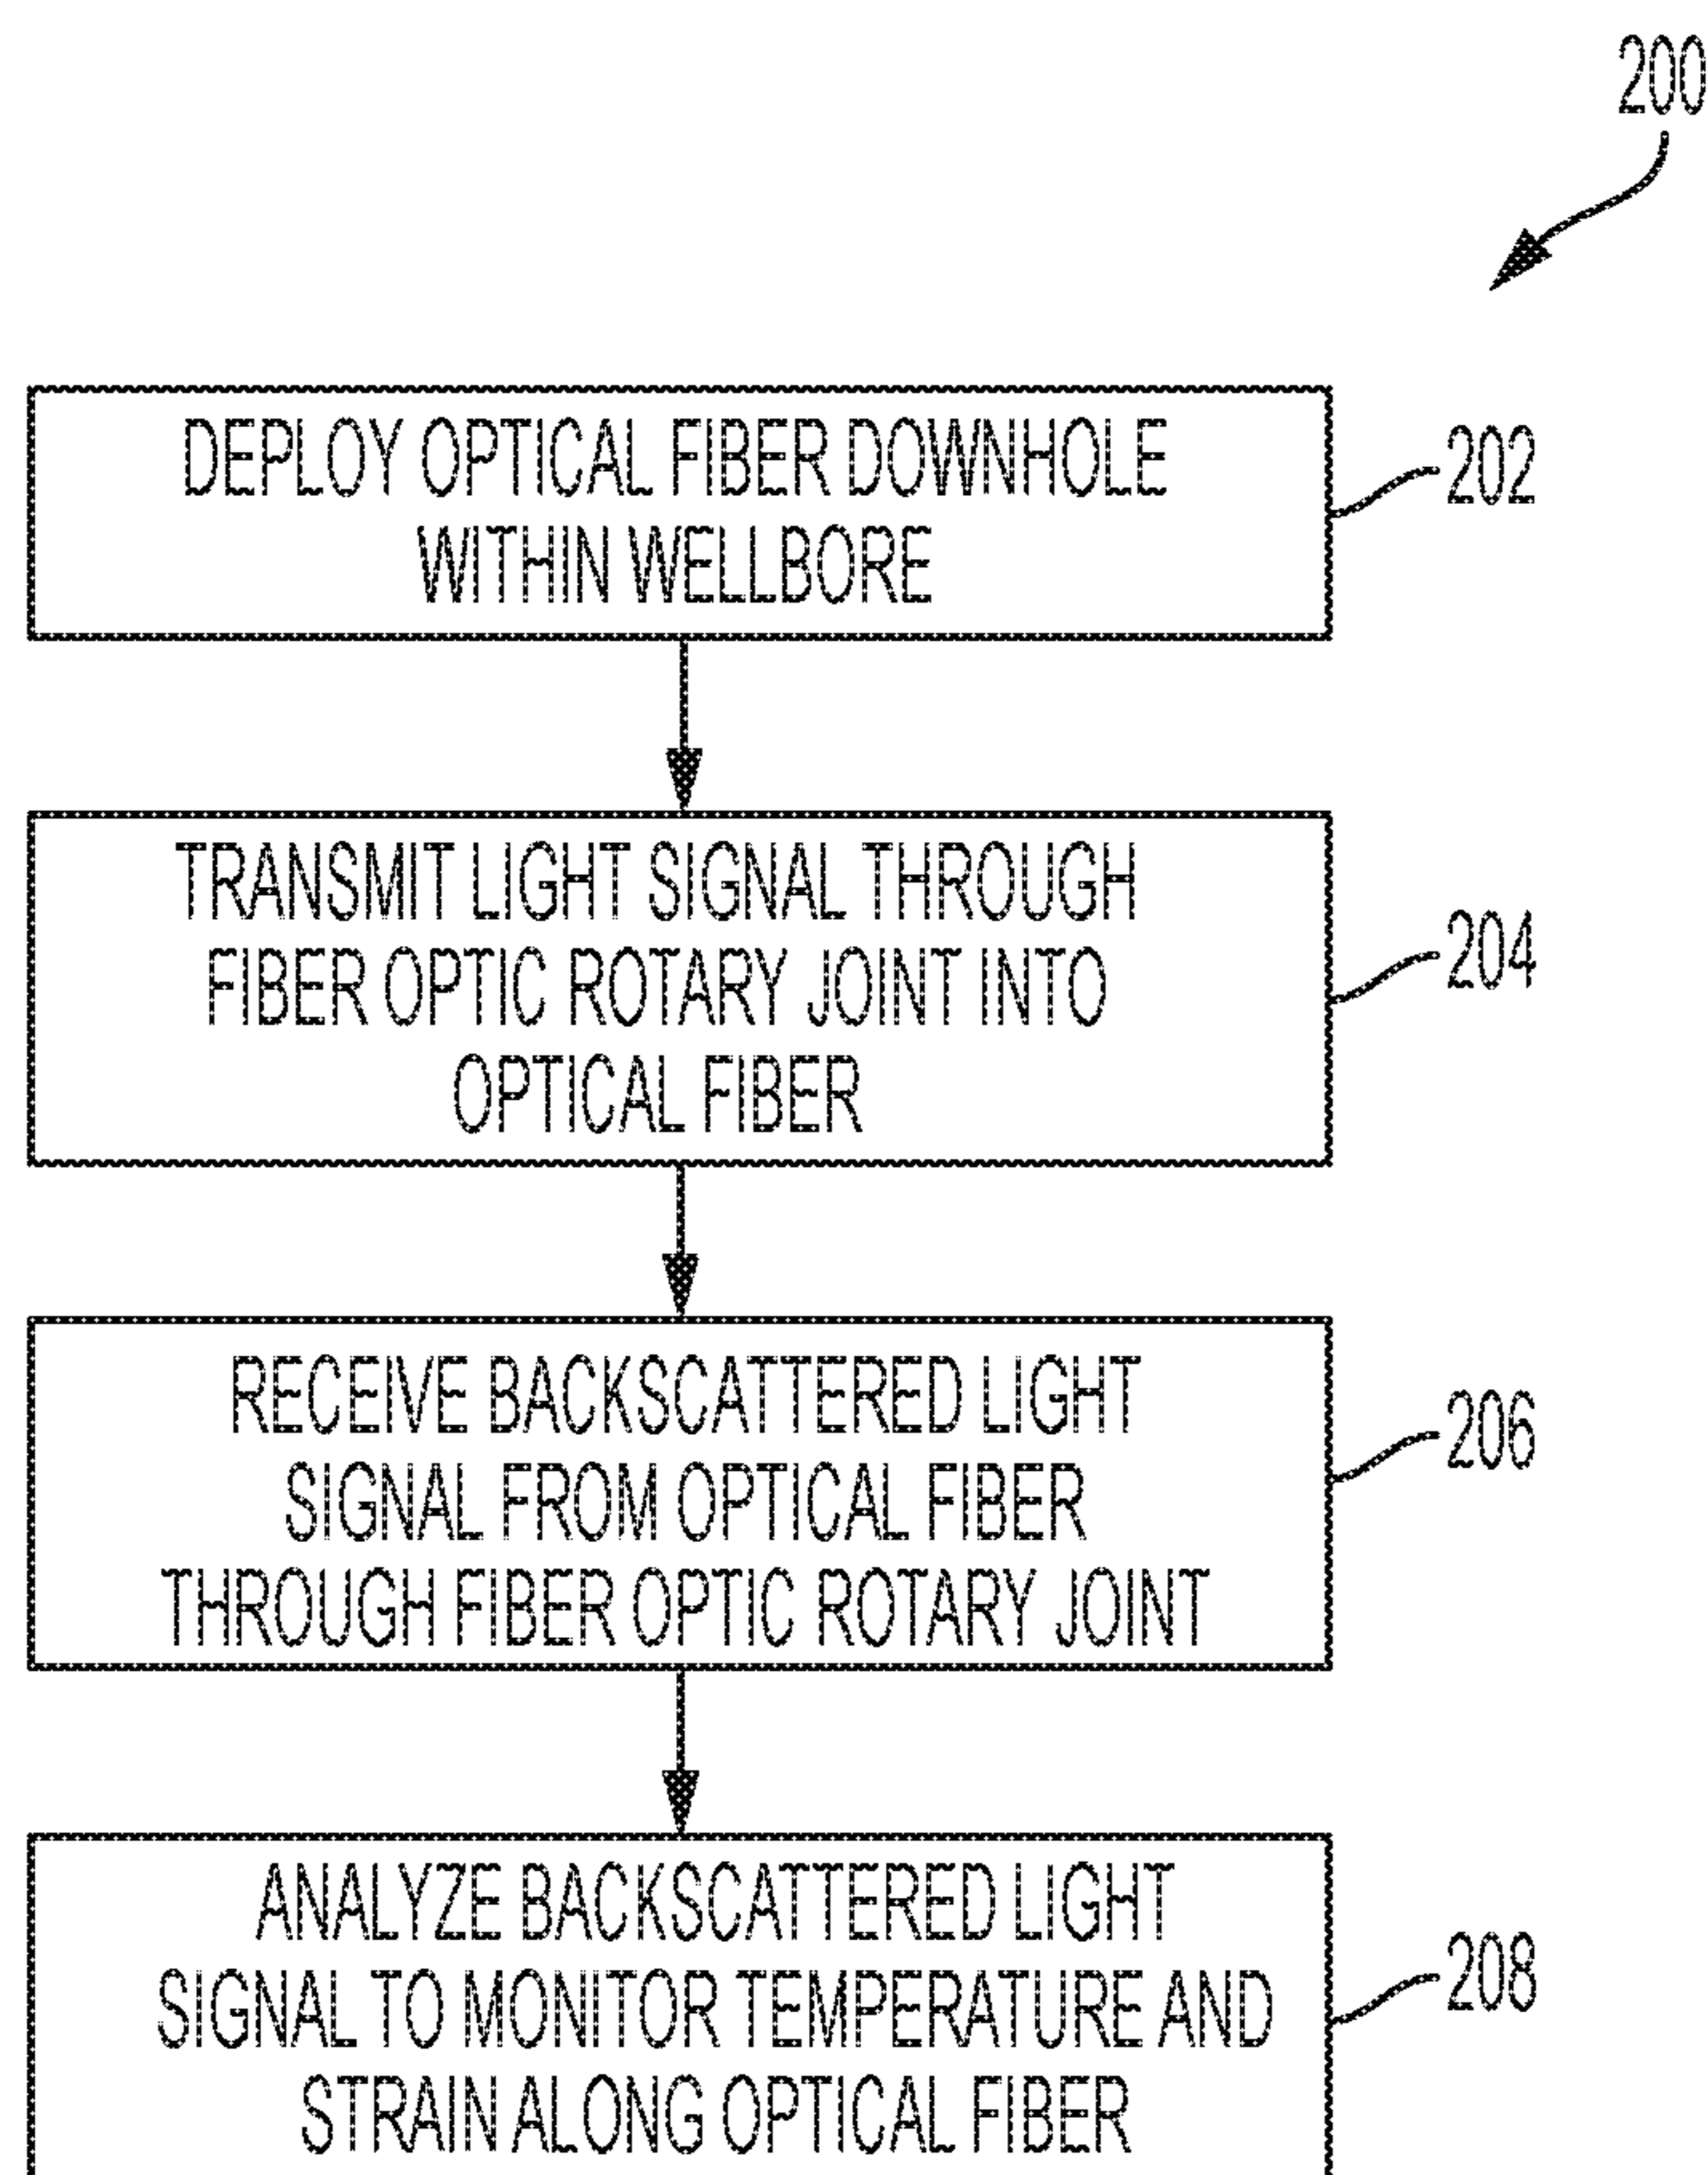 200
DEPLOY OPTICAL FIBER DOWNHOLE
WITHIN WELLBORE
202
TRANSMIT LIGHT SIGNAL THROUGH
FIBER OPTIC ROTARY JOINT INTO
OPTICAL FIBER
204
RECEIVE BACKSCATTERED LIGHT
SIGNAL FROM OPTICAL FIBER
THROUGH FIBER OPTIC ROTARY JOINT
206
ANALYZE BACKSCATTERED LIGHT
SIGNAL TO MONITOR TEMPERATURE AND
STRAIN ALONG OPTICAL FIBER
208